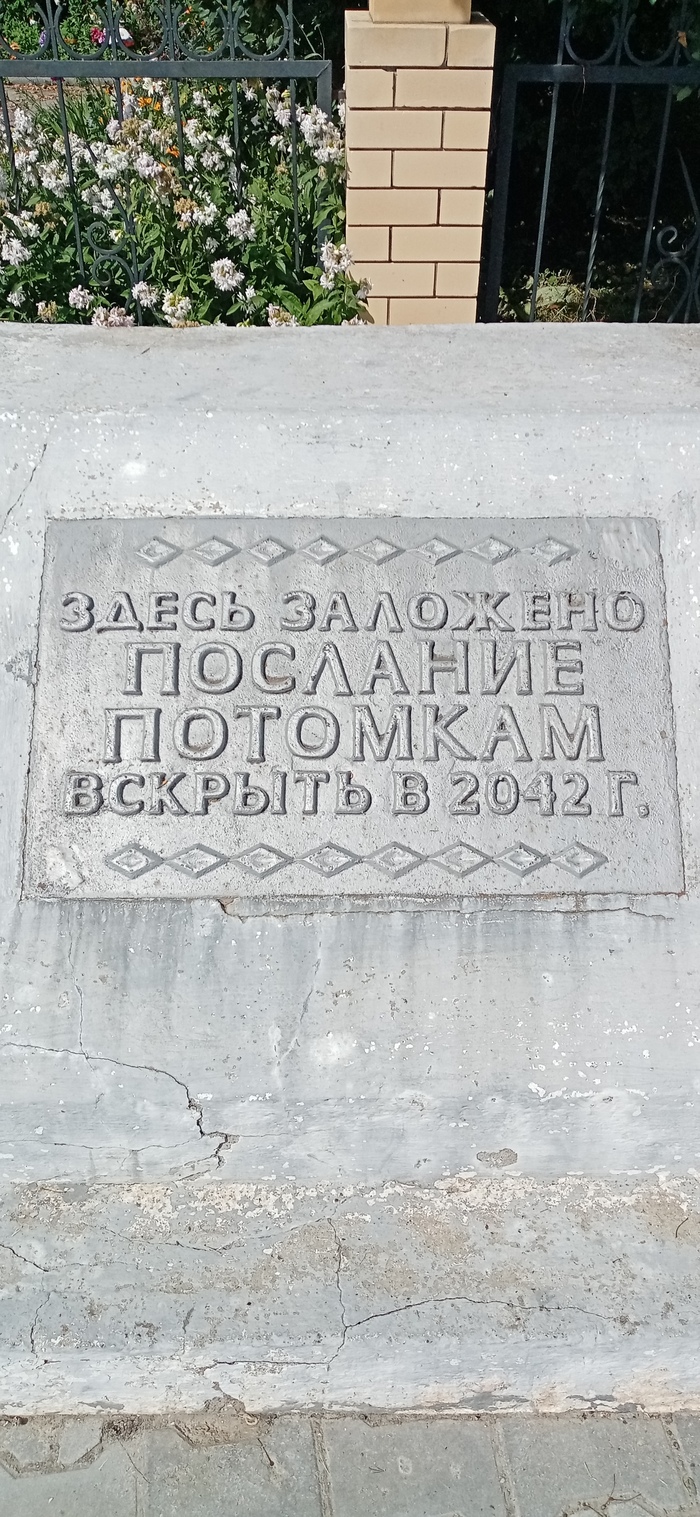 ЗДЕСЬ ЗАЛОЖЕНО
ПОСЛАНИЕ
ПОТОМКАМ
ВСКРЫТЬ В 2042 Г.